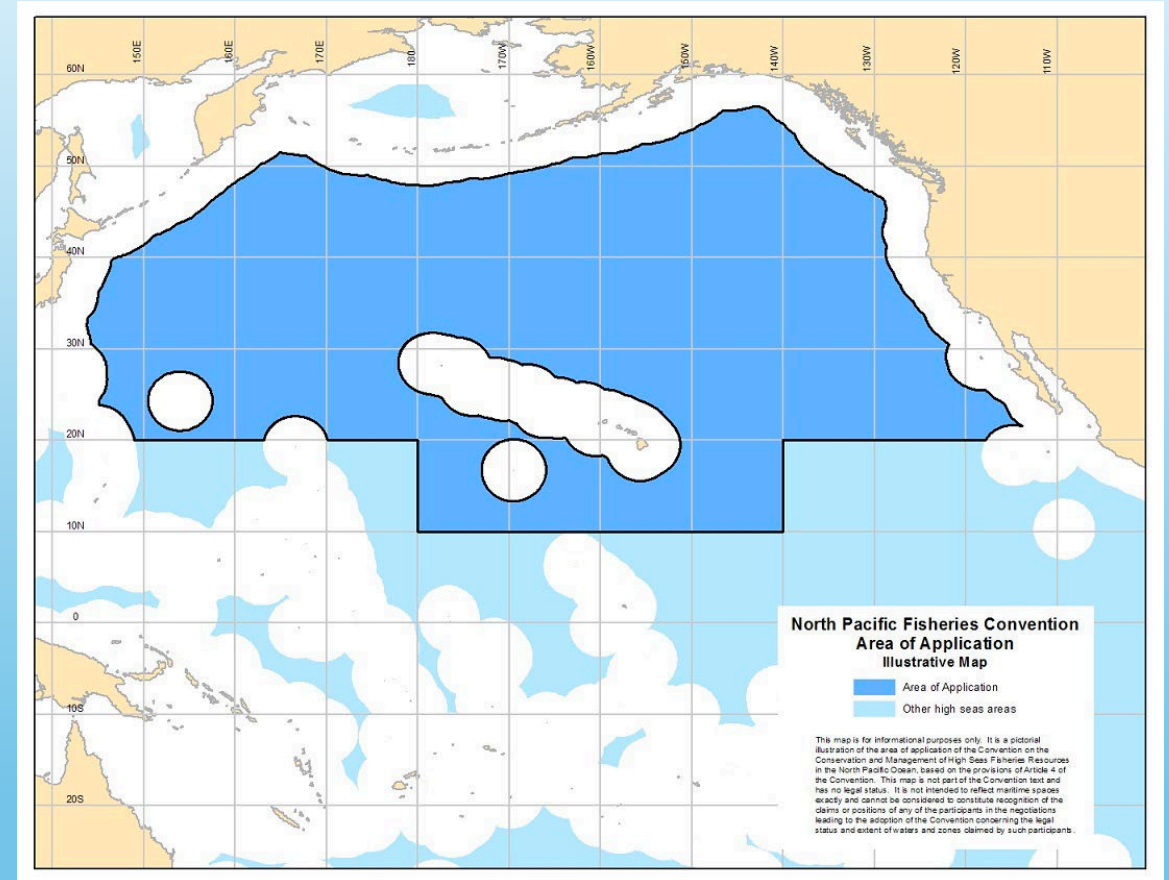 150E 160E 170E 180 170W 160W 150W 140W 130W 120W 110W
60N
50N
40N
30N
20N
10N
0
10S
20S
North Pacific Fisheries Convention
Area of Application
Illustrative Map
Area of Application
Other high seas areas
This map is for informational purposes only. It is a pictorial
illustration of the area of application of the Convention on the
Conservation and Management of High Seas Fisheries Resources
in the North Pacific Ocean, based on the provisions of Article 4 of
the Convention. This map is not part of the Convention text and
has no legal status. It is not intended to reflect maritime spaces
exactly and cannot be considered to constitute recognition of the
claims or positions of any of the participants in the negotiations
leading to the adoption of the Convention concerning the legal
status and extent of waters and zones claimed by such participants.